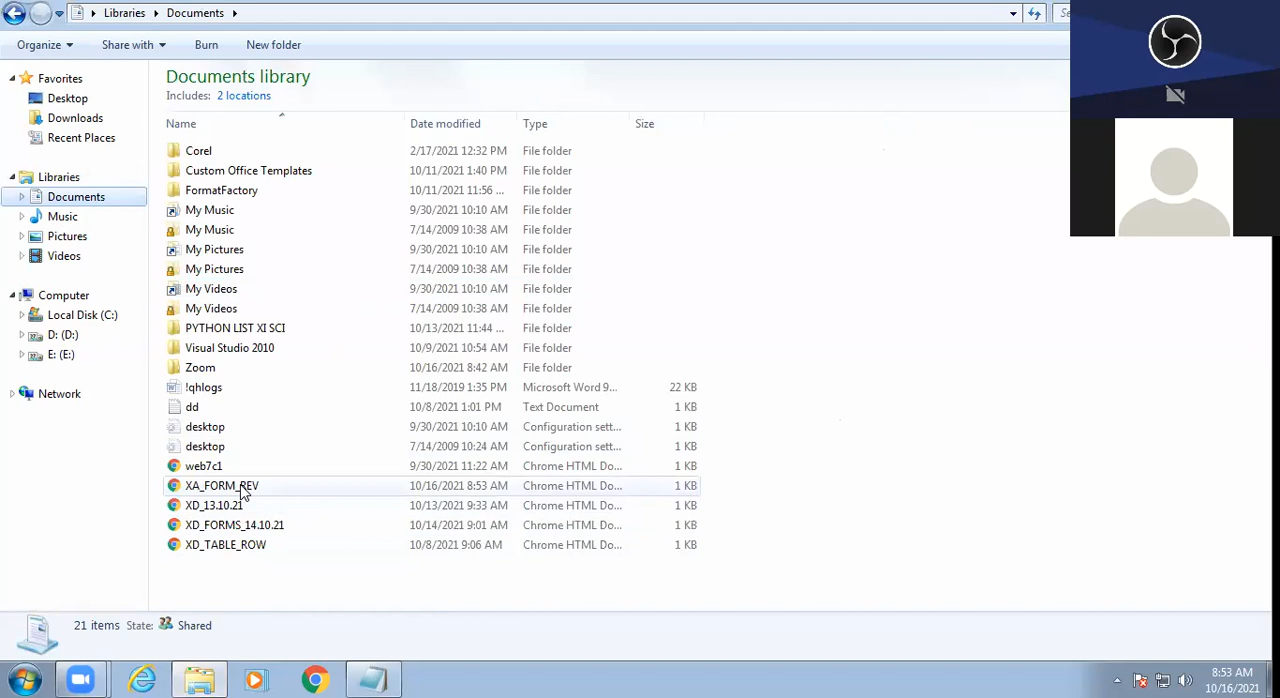 Libraries Documents
Se
Organize Share with Burn New folder
Favorites
Desktop
Downloads
Recent Places
Libraries
Documents
Music
Pictures
Videos
Computer
Local Disk (C:)
D: (D:)
E: (E:)
Network
Documents library
Includes: 2 locations
Name Date modified Type Size
Corel 2/17/2021 12:32 PM File folder
Custom Office Templates 10/11/2021 1:40 PM File folder
FormatFactory 10/11/2021 11:56 ... File folder
My Music 9/30/2021 10:10 AM File folder
My Music 7/14/2009 10:38 AM File folder
My Pictures 9/30/2021 10:10 AM File folder
My Pictures 7/14/2009 10:38 AM File folder
My Videos 9/30/2021 10:10 AM File folder
My Videos 7/14/2009 10:38 AM File folder
PYTHON LIST XI SCI 10/13/2021 11:44 ... File folder
Visual Studio 2010 10/9/2021 10:54 AM File folder
Zoom 10/16/2021 8:42 AM File folder
!qhlogs 11/18/2019 1:35 PM Microsoft Word 9... 22 KB
dd 10/8/2021 1:01 PM Text Document 1 KB
desktop 9/30/2021 10:10 AM Configuration sett... 1 KB
desktop 7/14/2009 10:24 AM Configuration sett... 1 KB
web7c1 9/30/2021 11:22 AM Chrome HTML Do... 1 KB
XA_FORM_REV 10/16/2021 8:53 AM Chrome HTML Do... 1 KB
XD_13.10.21 10/13/2021 9:33 AM Chrome HTML Do... 1 KB
XD_FORMS_14.10.21 10/14/2021 9:01 AM Chrome HTML Do... 1 KB
XD_TABLE_ROW 10/8/2021 9:06 AM Chrome HTML Do... 1 KB
21 items State: Shared
8:53 AM
10/16/2021